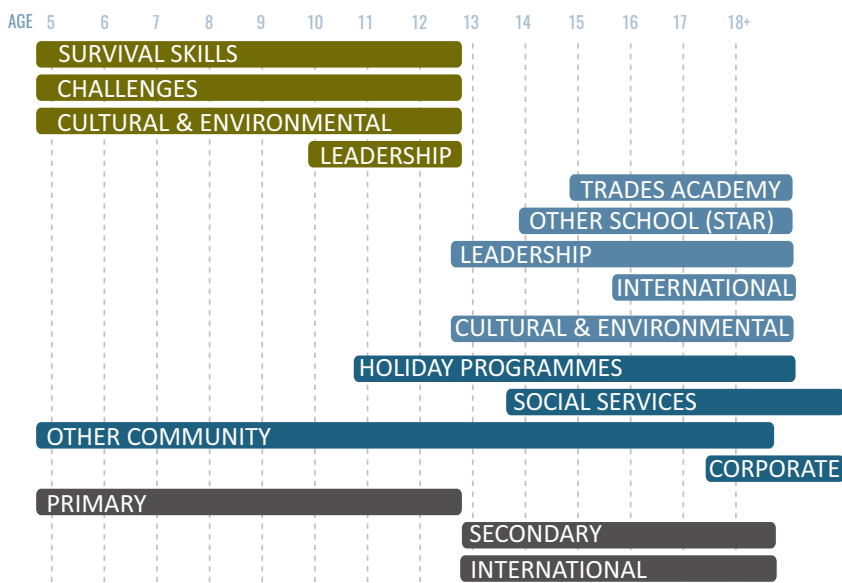 AGE 5 6 7 8 9 10 11 12 13 14 15 16 17 18+
SURVIVAL SKILLS
CHALLENGES
CULTURAL & ENVIRONMENTAL
LEADERSHIP
TRADES ACADEMY
OTHER SCHOOL (STAR)
LEADERSHIP
INTERNATIONAL
CULTURAL & ENVIRONMENTAL
HOLIDAY PROGRAMMES
SOCIAL SERVICES
OTHER COMMUNITY
CORPORATE
PRIMARY
SECONDARY
INTERNATIONAL